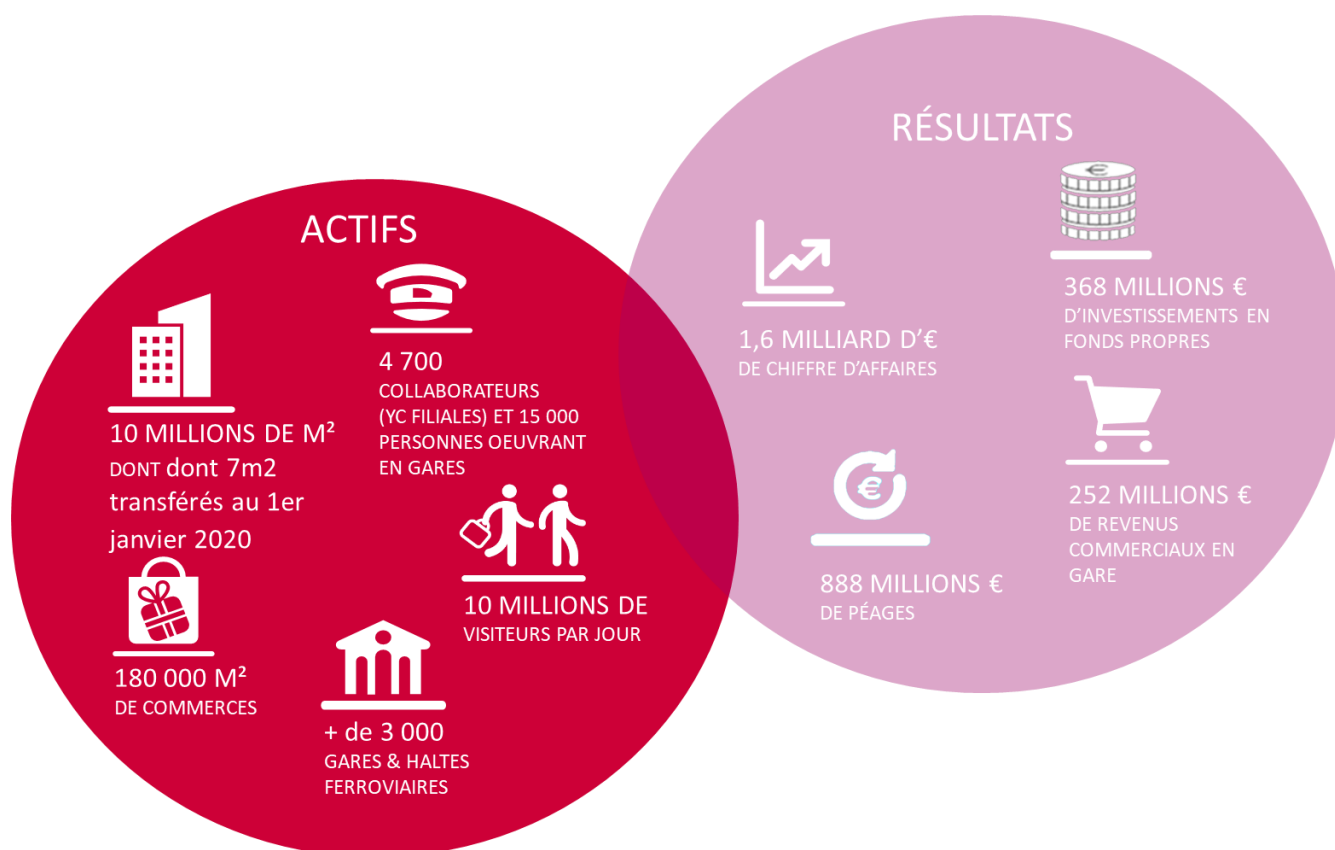 ACTIFS
10 MILLIONS DE M²
DONT dont 7m2
transférés au 1er
janvier 2020
4 700
COLLABORATEURS
(YC FILIALES) ET 15 000
PERSONNES OEUVRANT
EN GARES
10 MILLIONS DE
VISITEURS PAR JOUR
180 000 M²
DE COMMERCES
+ de 3 000
GARES & HALTES
FERROVIAIRES
RÉSULTATS
1,6 MILLIARD D’€
DE CHIFFRE D’AFFAIRES
368 MILLIONS €
D’INVESTISSEMENTS EN
FONDS PROPRES
€
888 MILLIONS €
DE PÉAGES
€
252 MILLIONS €
DE REVENUS
COMMERCIAUX EN
GARE